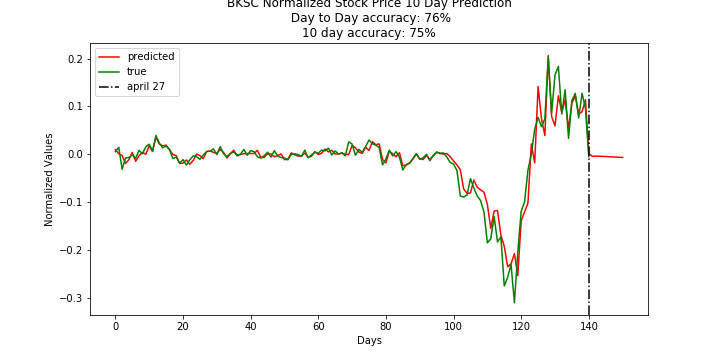 BKSC Normalized Stock Price 10 Day Prediction
Day to Day accuracy: 76%
10 day accuracy: 75%
predicted
true
april 27
Normalized Values
0.2
0.1
0.0
−0.1
−0.2
−0.3
0 20 40 60 80 100 120 140
Days